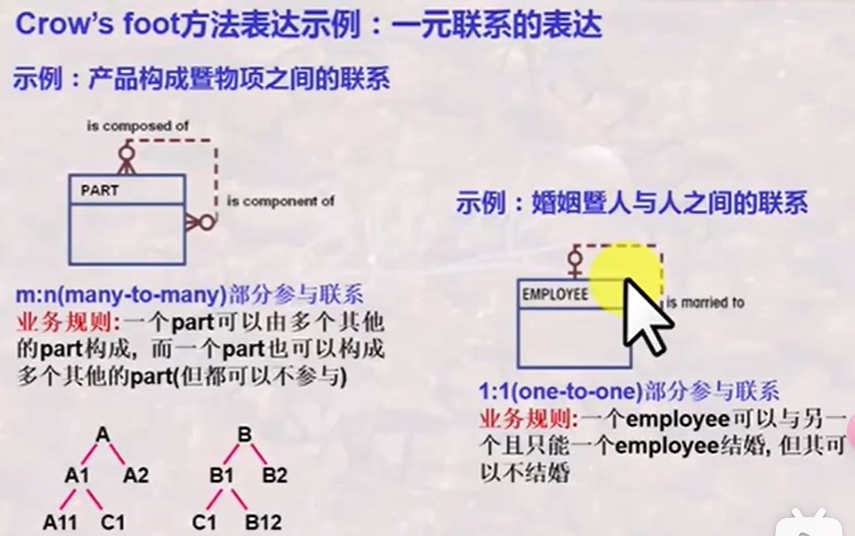 Crow's foot方法表达示例：一元联系的表达
示例：产品构成暨物项之间的联系
is composed of
PART
is component of
m:n(many-to-many)部分参与联系
业务规则:一个part可以由多个其他
的part构成, 而一个part也可以构成
多个其他的part(但都可以不参与)
A
A1 A2
A11 C1
B
B1 B2
C1 B12
示例：婚姻暨人与人之间的联系
EMPLOYEE
is married to
1:1(one-to-one)部分参与联系
业务规则:一个employee可以与另一
个且只能一个employee结婚, 但其可
以不结婚